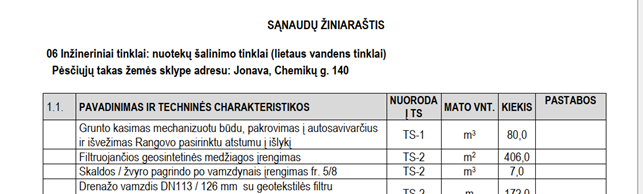 SĄNAUDŲ ŽINIARAŠTIS
06 Inžineriniai tinklai: nuotekų šalinimo tinklai (lietaus vandens tinklai)
Pėsčiųjų takas žemės sklype adresu: Jonava, Chemikų g. 140
1.1. PAVADINIMAS IR TECHNINĖS CHARAKTERISTIKOS NUORODA Į TS MATO VNT. KIEKIS PASTABOS
Grunto kasimas mechanizuotu būdu, pakrovimas į autosavivarčius
ir išvežimas Rangovo pasirinktu atstumu į išlykį TS-1 m³ 80,0
Filtruojančios geosintetinės medžiagos įrengimas TS-2 m² 406,0
Skaldos / žvyro pagrindo po vamzdynais įrengimas fr. 5/8 TS-2 m³ 7,0
Drenažo vamzdis DN113 / 126 mm su geotekstilės filtru TS-2 m 172,0